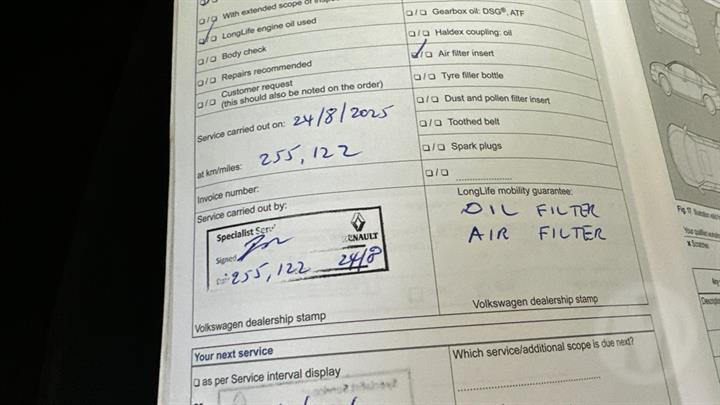 With extended scope of
LongLife engine oil used
Body check
Repairs recommended
Customer request
(this should also be noted on the order)
Service carried out on: 24/8/2025
at km/miles: 255,122
Invoice number:
Service carried out by:
Specialist
RENAULT
Signed
255,122 24/8
Volkswagen dealership stamp
Gearbox oil: DSG®, ATF
Haldex coupling: oil
Air filter insert
Tyre filler bottle
Dust and pollen filter insert
Toothed belt
Spark plugs
LongLife mobility guarantee:
OIL FILTER
AIR FILTER
Volkswagen dealership stamp
Your next service
as per Service interval display
Which service/additional scope is due next?
Fig. 17